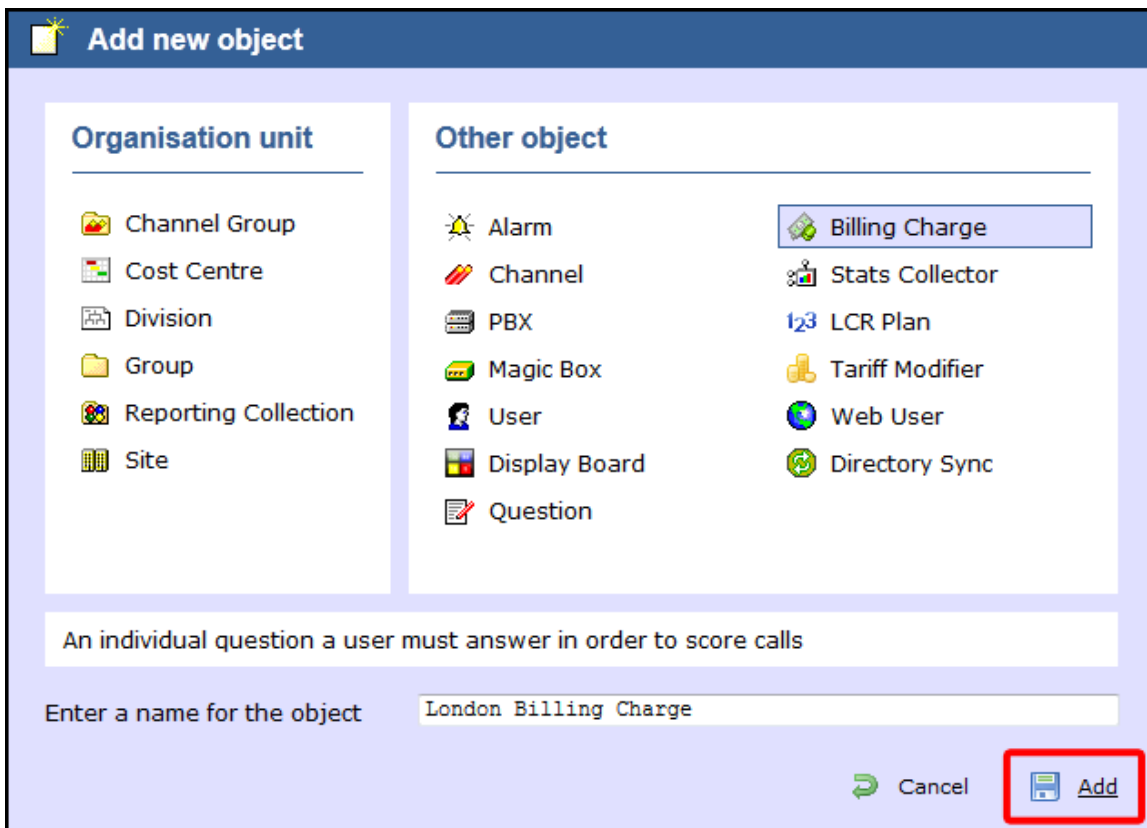 Add new object
Organisation unit
Channel Group
Cost Centre
Division
Group
Reporting Collection
Site
Other object
Alarm
Channel
PBX
Magic Box
User
Display Board
Question
Billing Charge
Stats Collector
123 LCR Plan
Tariff Modifier
Web User
Directory Sync
An individual question a user must answer in order to score calls
Enter a name for the object
London Billing Charge
Cancel
Add